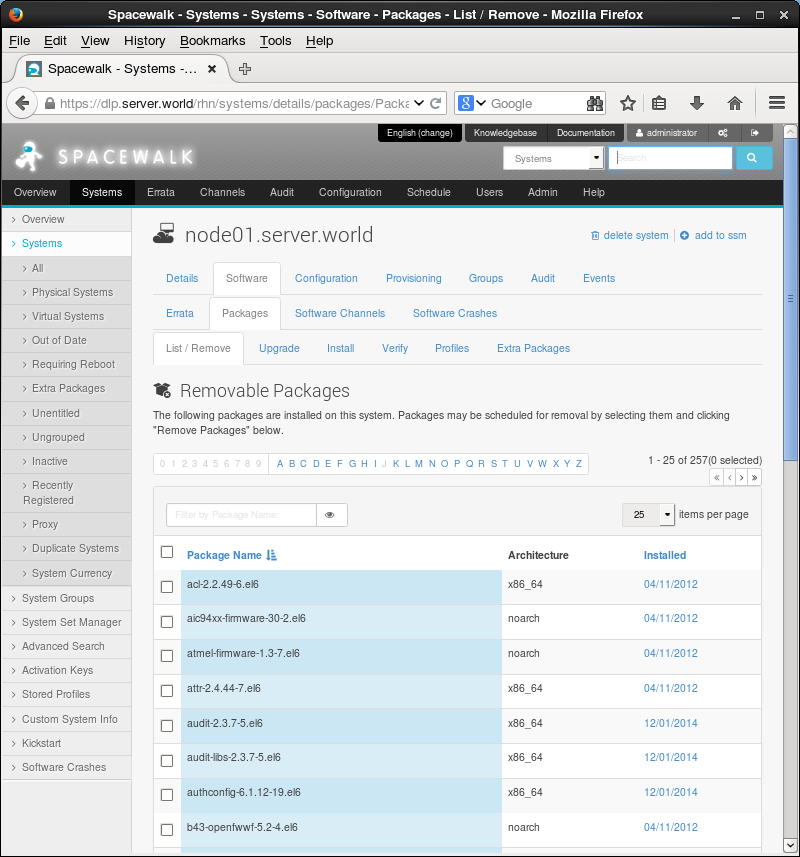 Spacewalk - Systems - Systems - Software - Packages - List / Remove - Mozilla Firefox
File Edit View History Bookmarks Tools Help
Spacewalk - Systems -...
https://dlp.server.world/rhn/systems/details/packages/Packa
Google
English (change) Knowledgebase Documentation administrator
SPACEWALK
Systems Search
Overview Systems Errata Channels Audit Configuration Schedule Users Admin Help
Overview
Systems
All
Physical Systems
Virtual Systems
Out of Date
Requiring Reboot
Extra Packages
Unentitled
Ungrouped
Inactive
Recently
Registered
Proxy
Duplicate Systems
System Currency
System Groups
System Set Manager
Advanced Search
Activation Keys
Stored Profiles
Custom System Info
Kickstart
Software Crashes
node01.server.world
delete system | add to ssm
Details Software Configuration Provisioning Groups Audit Events
Errata Packages Software Channels Software Crashes
List / Remove Upgrade Install Verify Profiles Extra Packages
Removable Packages
The following packages are installed on this system. Packages may be scheduled for removal by selecting them and clicking
"Remove Packages" below.
0 1 2 3 4 5 6 7 8 9 A B C D E F G H I J K L M N O P Q R S T U V W X Y Z
1 - 25 of 257(0 selected)
« ‹ › »
Filter by Package Name:
25 items per page
Package Name Architecture Installed
acl-2.2.49-6.el6 x86_64 04/11/2012
aic94xx-firmware-30-2.el6 noarch 04/11/2012
atmel-firmware-1.3-7.el6 noarch 04/11/2012
attr-2.4.44-7.el6 x86_64 04/11/2012
audit-2.3.7-5.el6 x86_64 12/01/2014
audit-libs-2.3.7-5.el6 x86_64 12/01/2014
authconfig-6.1.12-19.el6 x86_64 12/01/2014
b43-openfwwf-5.2-4.el6 noarch 04/11/2012